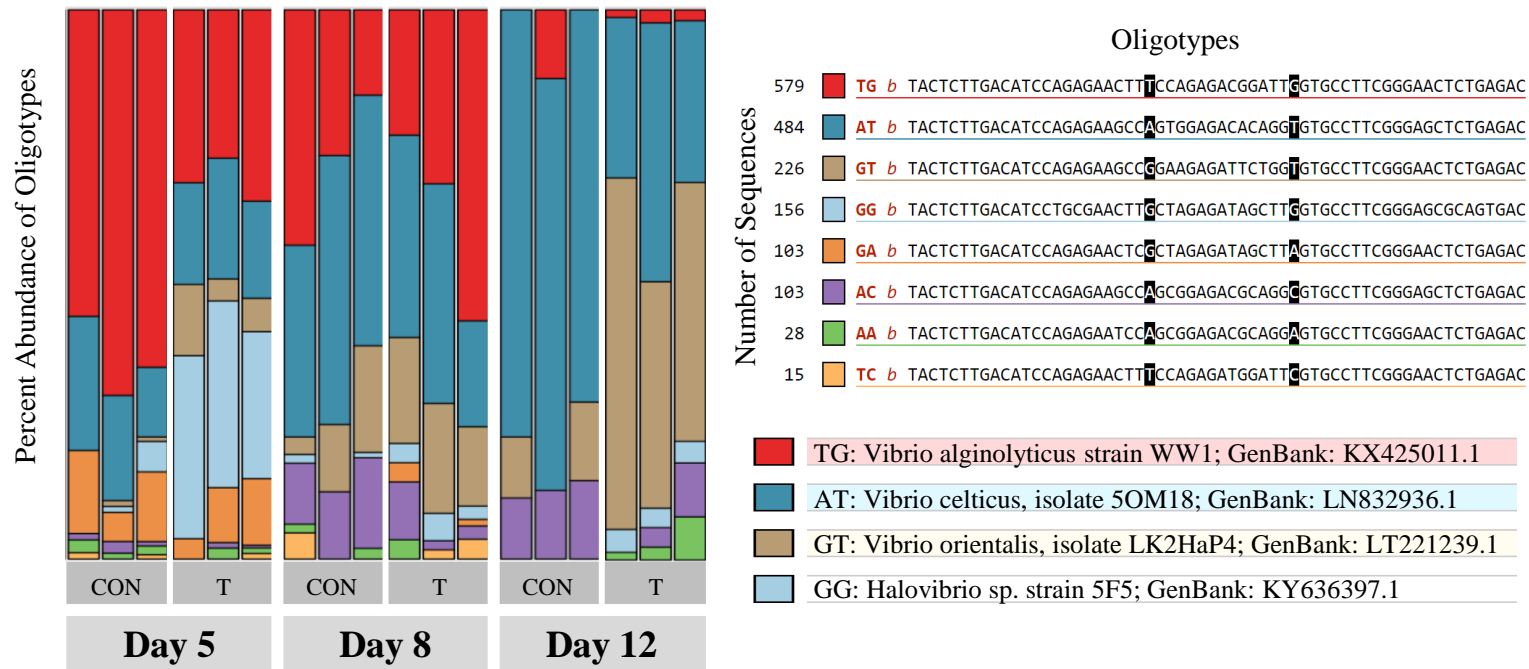 Percent Abundance of Oligotypes
CON T CON T CON T
Day 5 Day 8 Day 12
Oligotypes
Number of Sequences
579 TG b TACTCTTGACATCCAGAGAACTTTCCAGAGACGGATTGGTGCCTTCGGGAACTCTGAGAC
484 AT b TACTCTTGACATCCAGAGAAGCCAGTGGAGACACAGGTGTGCCTTCGGGAGCTCTGAGAC
226 GT b TACTCTTGACATCCAGAGAAGCCGGAAGAGATTCTGGTGTGCCTTCGGGAACTCTGAGAC
156 GG b TACTCTTGACATCCTGCGAACTTGCTAGAGATAGCTTGGTGCCTTCGGGAGCGCAGTGAC
103 GA b TACTCTTGACATCCAGAGAACTCGCTAGAGATAGCTTAGTGCCTTCGGGAACTCTGAGAC
103 AC b TACTCTTGACATCCAGAGAAGCCAGCGGAGACGCAGGCGTGCCTTCGGGAGCTCTGAGAC
28 AA b TACTCTTGACATCCAGAGAATCCAGCGGAGACGCAGGAGTGCCTTCGGGAACTCTGAGAC
15 TC b TACTCTTGACATCCAGAGAACTTTCCAGAGATGGATTCGTGCCTTCGGGAACTCTGAGAC
TG: Vibrio alginolyticus strain WW1; GenBank: KX425011.1
AT: Vibrio celticus, isolate 5OM18; GenBank: LN832936.1
GT: Vibrio orientalis, isolate LK2HaP4; GenBank: LT221239.1
GG: Halovibrio sp. strain 5F5; GenBank: KY636397.1